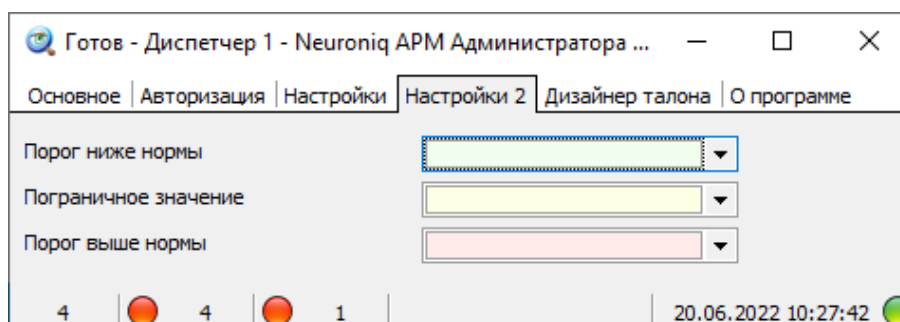 Готов - Диспетчер 1 - Neuroniq АРМ Администратора ...
Основное Авторизация Настройки Настройки 2 Дизайнер талона О программе
Порог ниже нормы
Пограничное значение
Порог выше нормы
4 4 1 20.06.2022 10:27:42